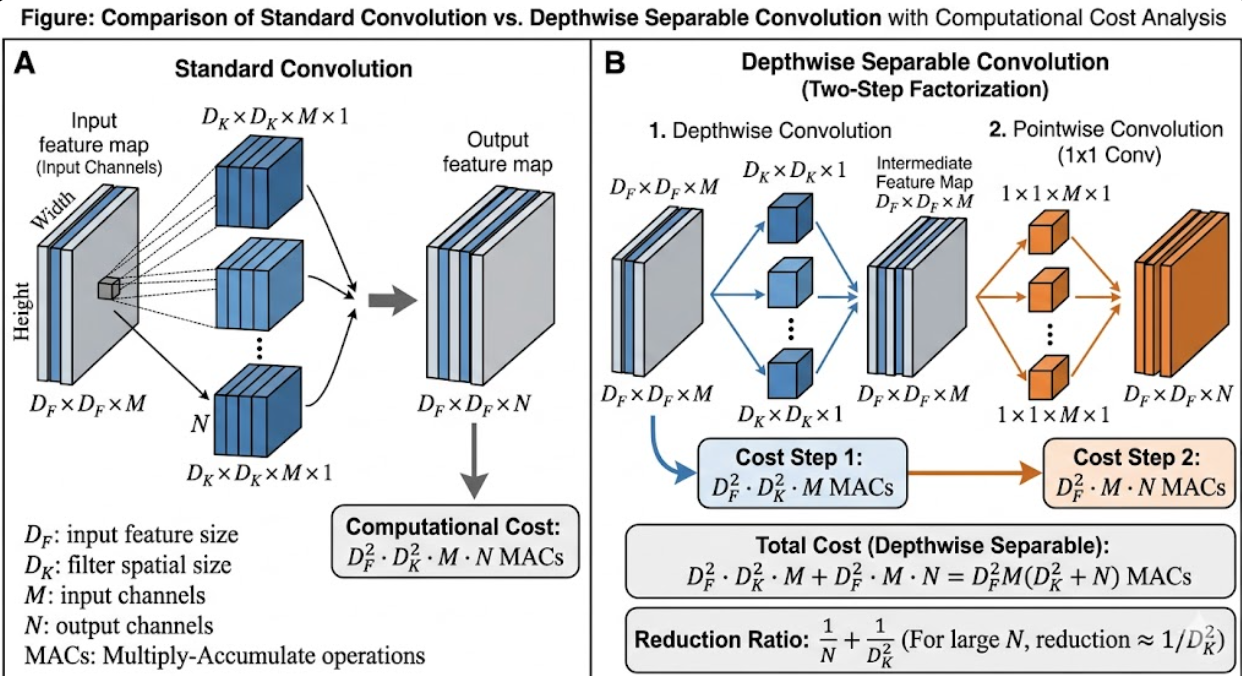 Figure: Comparison of Standard Convolution vs. Depthwise Separable Convolution with Computational Cost Analysis
A
Standard Convolution
Input
feature map
(Input Channels)
Width
Height
D_F × D_F × M
D_K × D_K × M × 1
N
D_K × D_K × M × 1
Output
feature map
D_F × D_F × N
Computational Cost:
D_F^2 · D_K^2 · M · N MACs
D_F: input feature size
D_K: filter spatial size
M: input channels
N: output channels
MACs: Multiply-Accumulate operations
B
Depthwise Separable Convolution
(Two-Step Factorization)
1. Depthwise Convolution
D_F × D_F × M
D_F × D_F × M
D_K × D_K × 1
D_K × D_K × 1
Intermediate
Feature Map
D_F × D_F × M
D_F × D_F × M
2. Pointwise Convolution
(1x1 Conv)
1 × 1 × M × 1
1 × 1 × M × 1
D_F × D_F × N
Cost Step 1:
D_F^2 · D_K^2 · M MACs
Cost Step 2:
D_F^2 · M · N MACs
Total Cost (Depthwise Separable):
D_F^2 · D_K^2 · M + D_F^2 · M · N = D_F^2 M(D_K^2 + N) MACs
Reduction Ratio: 1/N + 1/D_K^2 (For large N, reduction ≈ 1/D_K^2)